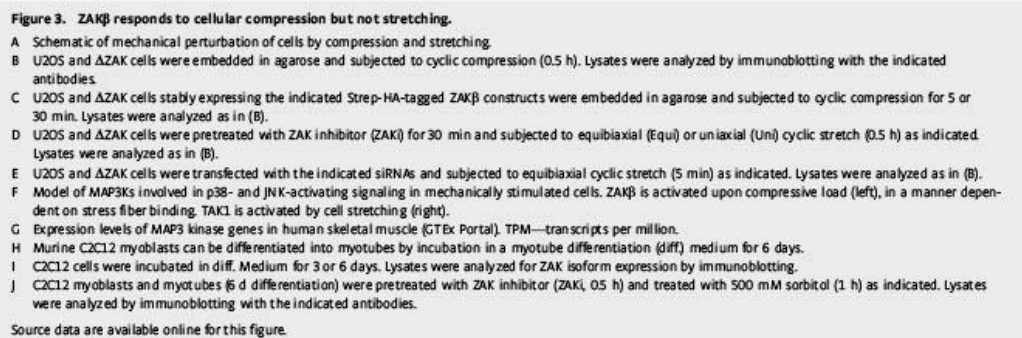 Figure 3. ZAKβ responds to cellular compression but not stretching.
A Schematic of mechanical perturbation of cells by compression and stretching.
B U2OS and ΔZAK cells were embedded in agarose and subjected to cyclic compression (0.5 h). Lysates were analyzed by immunoblotting with the indicated
antibodies.
C U2OS and ΔZAK cells stably expressing the indicated Strep-HA-tagged ZAKβ constructs were embedded in agarose and subjected to cyclic compression for 5 or
30 min. Lysates were analyzed as in (B).
D U2OS and ΔZAK cells were pretreated with ZAK inhibitor (ZAKi) for 30 min and subjected to equibiaxial (Equi) or uniaxial (Uni) cyclic stretch (0.5 h) as indicated.
Lysates were analyzed as in (B).
E U2OS and ΔZAK cells were transfected with the indicated siRNAs and subjected to equibiaxial cyclic stretch (5 min) as indicated. Lysates were analyzed as in (B).
F Model of MAP3Ks involved in p38- and JNK-activating signaling in mechanically stimulated cells. ZAKβ is activated upon compressive load (left), in a manner depen-
dent on stress fiber binding. TAK1 is activated by cell stretching (right).
G Expression levels of MAP3 kinase genes in human skeletal muscle (GTEx Portal). TPM—transcripts per million.
H Murine C2C12 myoblasts can be differentiated into myotubes by incubation in a myotube differentiation (diff.) medium for 6 days.
I C2C12 cells were incubated in diff. Medium for 3 or 6 days. Lysates were analyzed for ZAK isoform expression by immunoblotting.
J C2C12 myoblasts and myotubes (6 d differentiation) were pretreated with ZAK inhibitor (ZAKi, 0.5 h) and treated with 500 mM sorbitol (1 h) as indicated. Lysates
were analyzed by immunoblotting with the indicated antibodies.
Source data are available online for this figure.